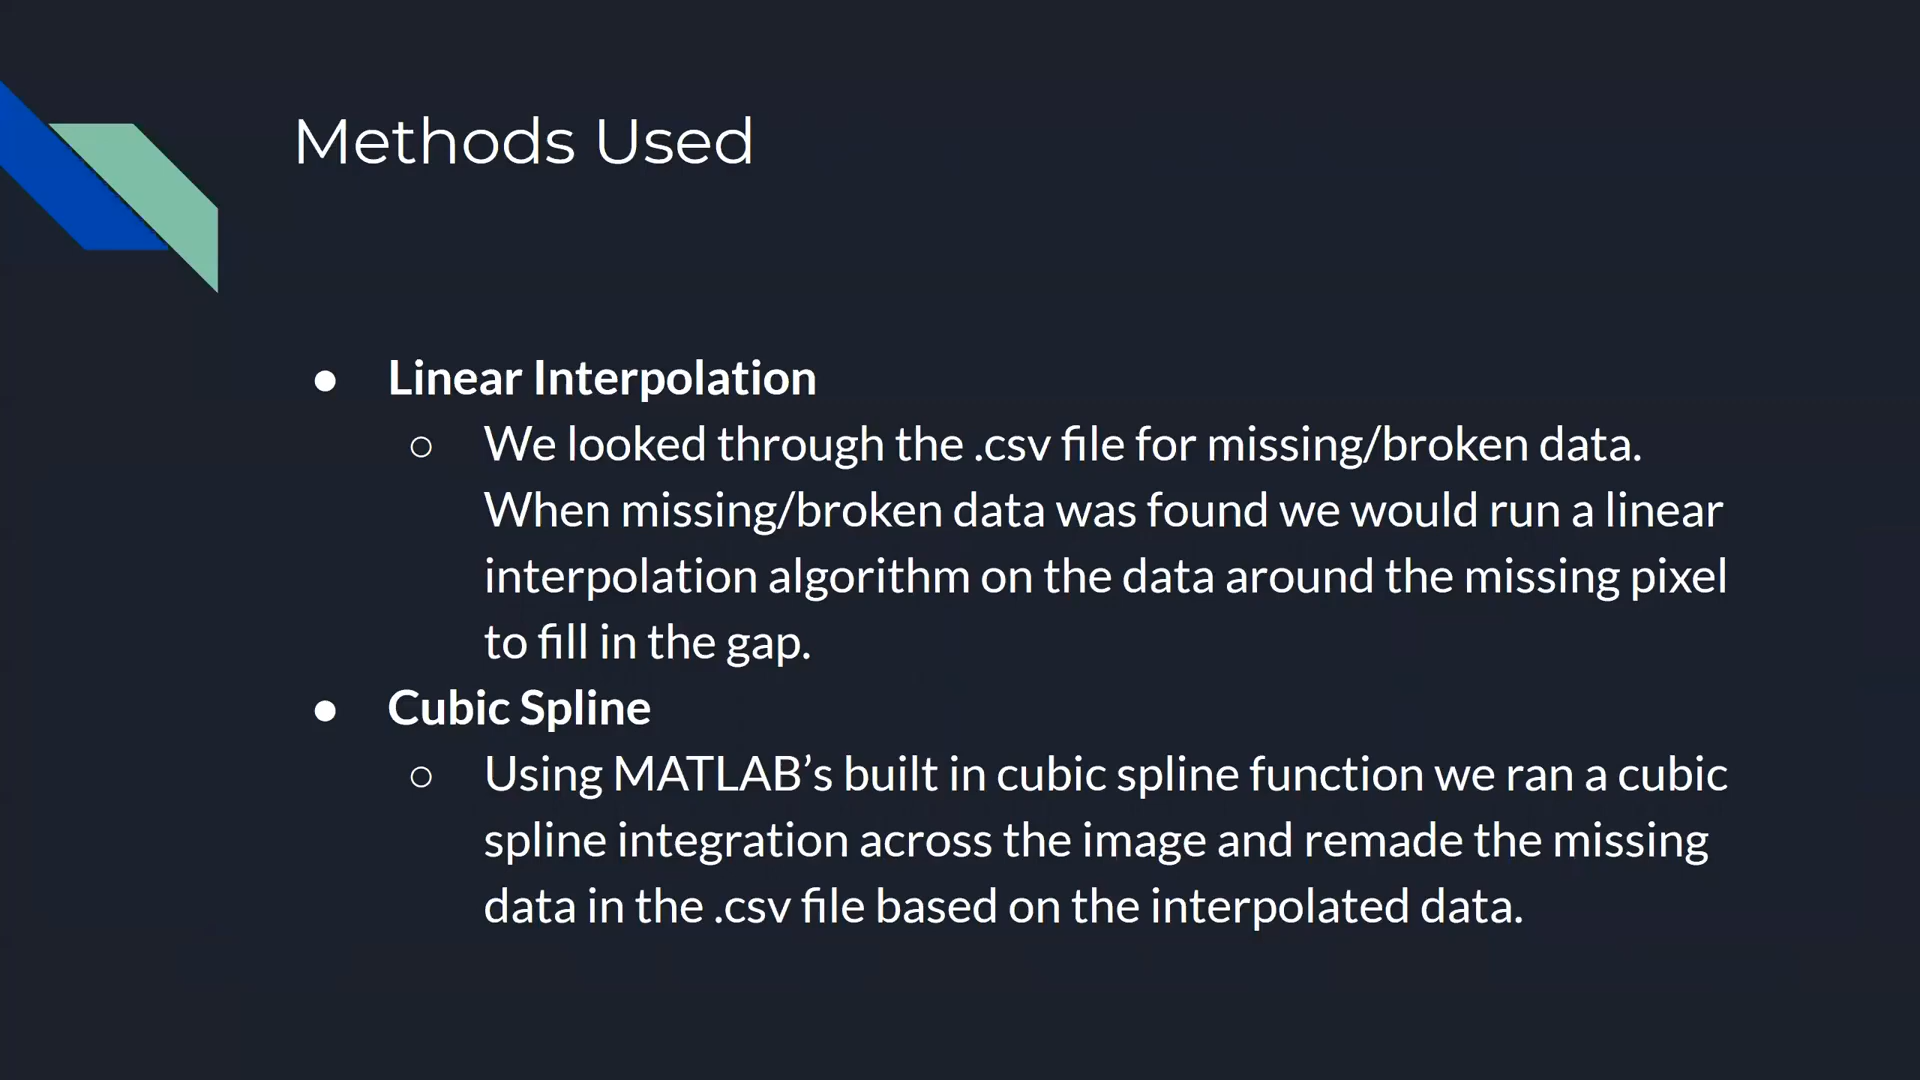 Methods Used
● Linear Interpolation
○ We looked through the .csv file for missing/broken data.
When missing/broken data was found we would run a linear
interpolation algorithm on the data around the missing pixel
to fill in the gap.
● Cubic Spline
○ Using MATLAB’s built in cubic spline function we ran a cubic
spline integration across the image and remade the missing
data in the .csv file based on the interpolated data.